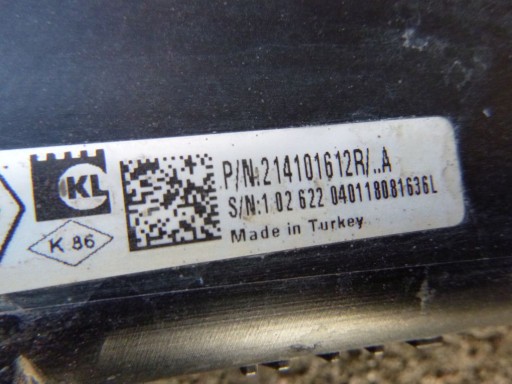 KL
K 86
P/N:214101612R/..A
S/N:1 02 622 040118081636L
Made in Turkey